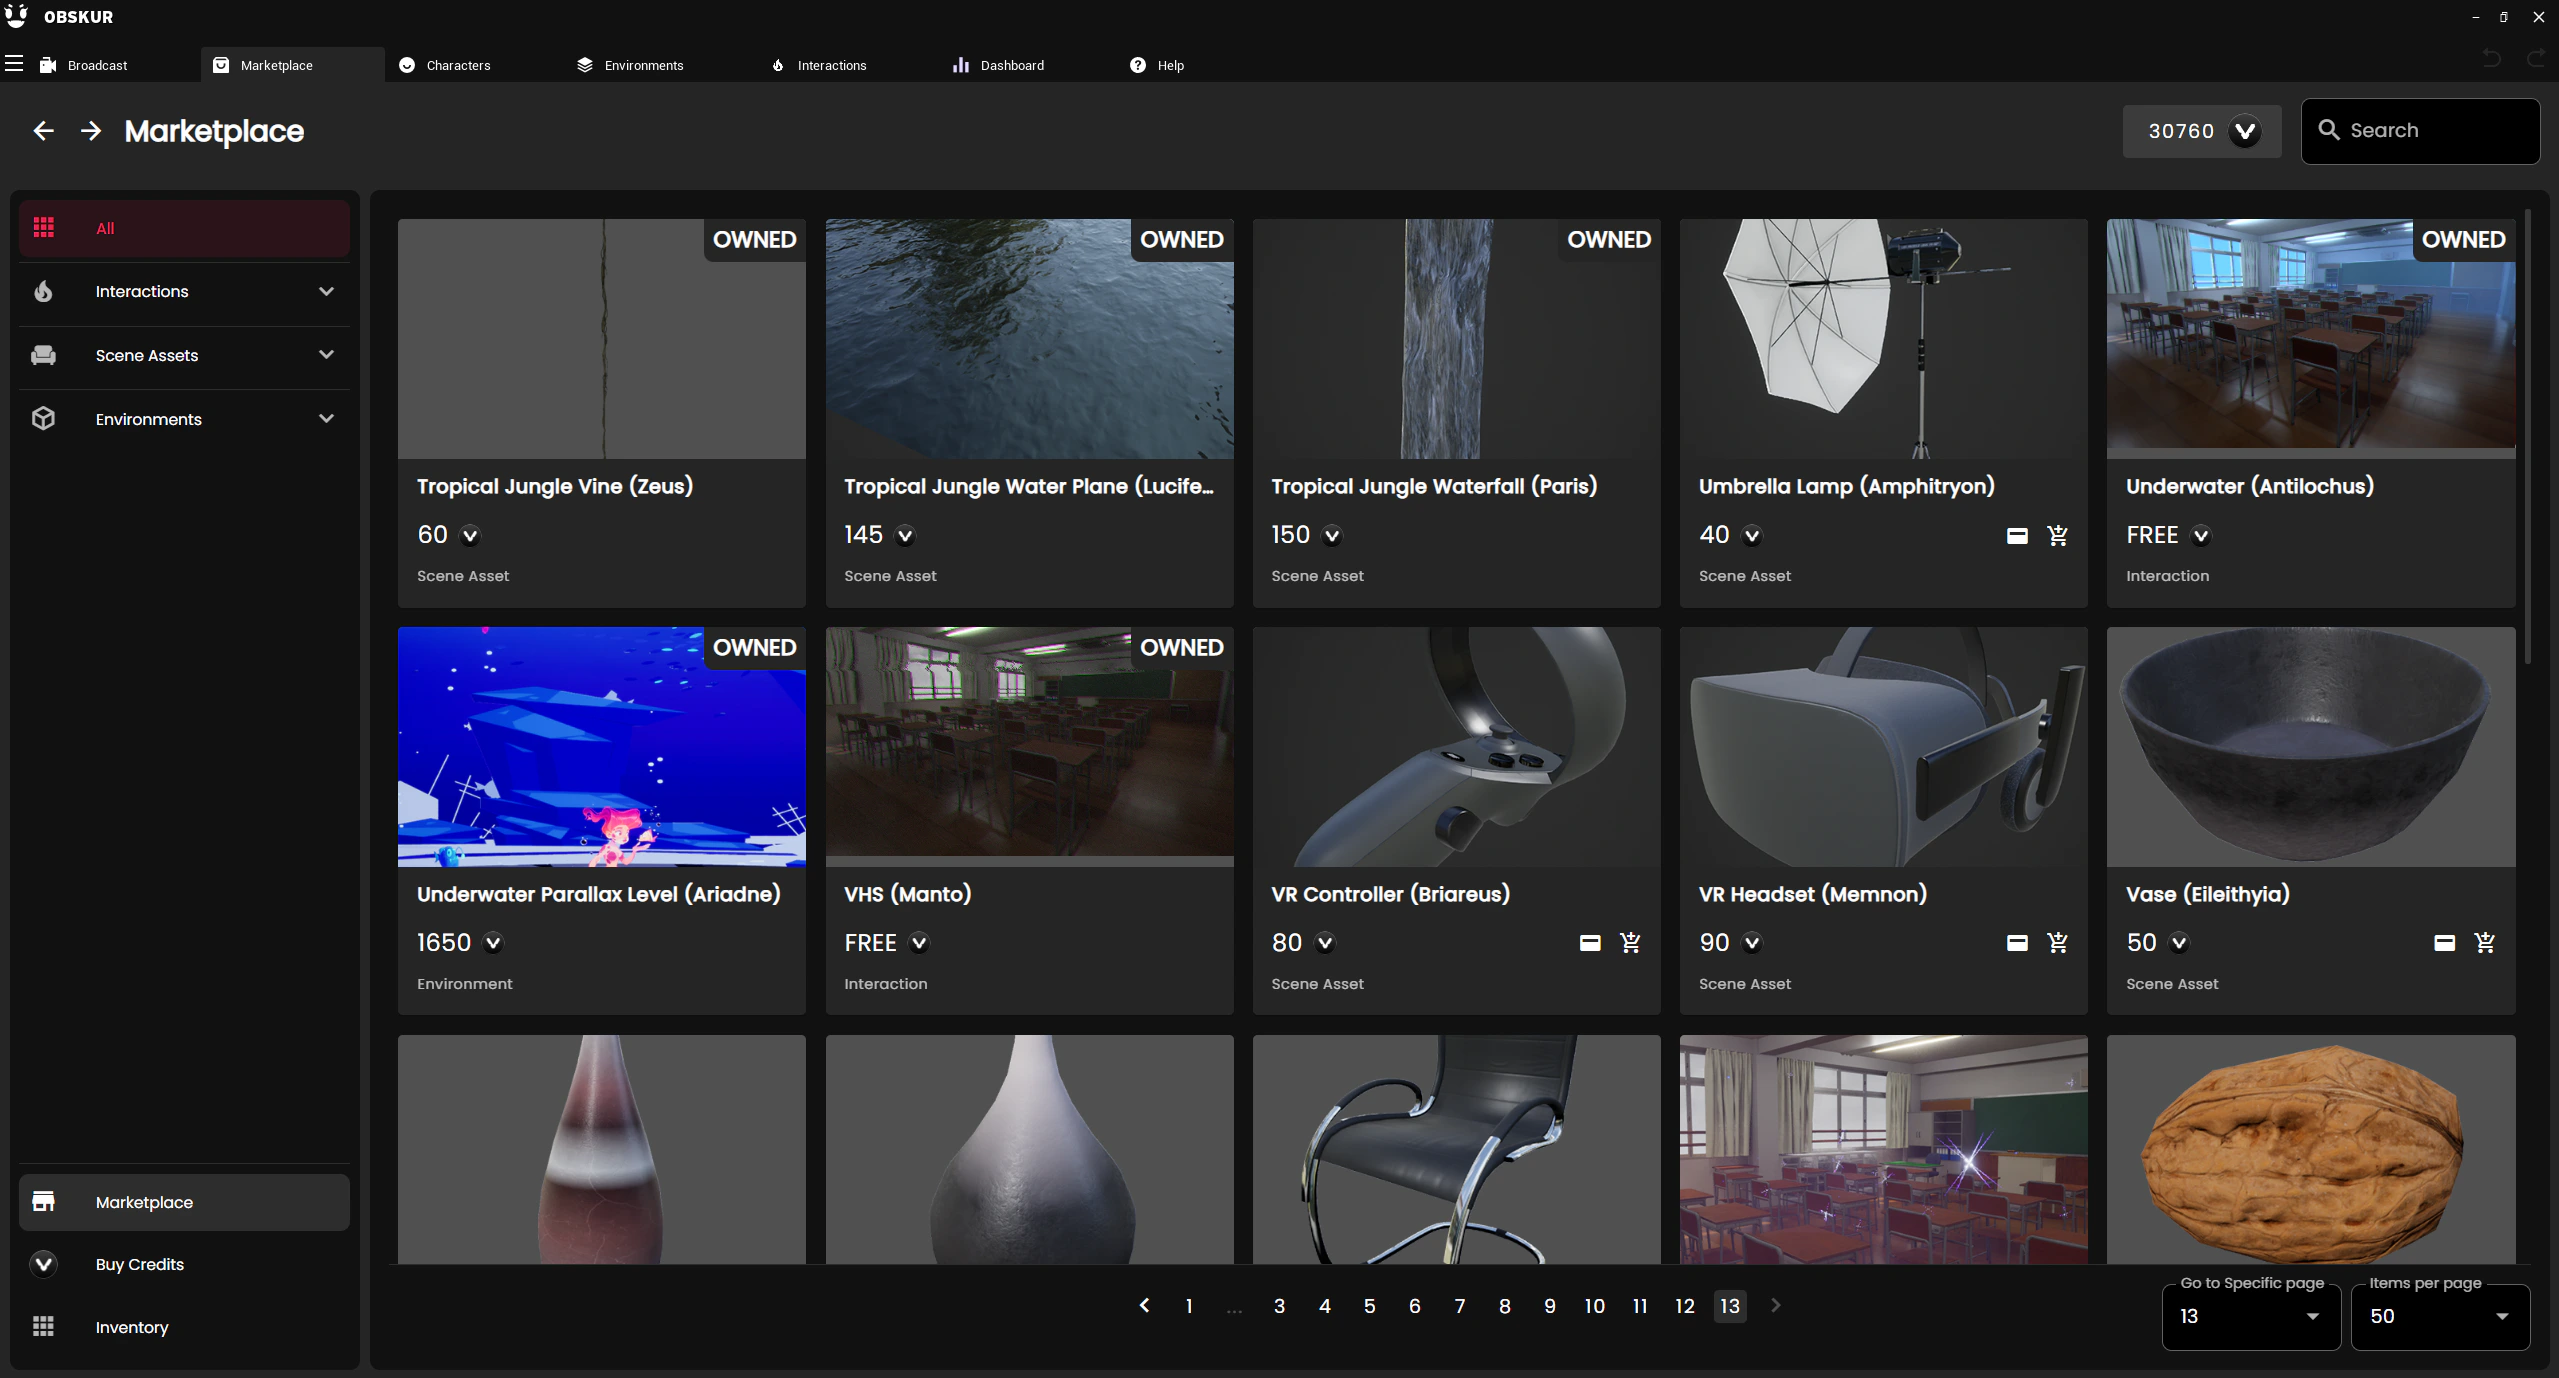 OBSKUR
Broadcast
Marketplace
Characters
Environments
Interactions
Dashboard
Help
Marketplace
30760
Search
All
Interactions
Scene Assets
Environments
Marketplace
Buy Credits
Inventory
OWNED
Tropical Jungle Vine (Zeus)
60
Scene Asset
OWNED
Tropical Jungle Water Plane (Lucife...
145
Scene Asset
OWNED
Tropical Jungle Waterfall (Paris)
150
Scene Asset
Umbrella Lamp (Amphitryon)
40
Scene Asset
OWNED
Underwater (Antilochus)
FREE
Interaction
OWNED
Underwater Parallax Level (Ariadne)
1650
Environment
OWNED
VHS (Manto)
FREE
Interaction
VR Controller (Briareus)
80
Scene Asset
VR Headset (Memnon)
90
Scene Asset
Vase (Eileithyia)
50
Scene Asset
1 ... 3 4 5 6 7 8 9 10 11 12 13
Go to Specific page
13
Items per page
50